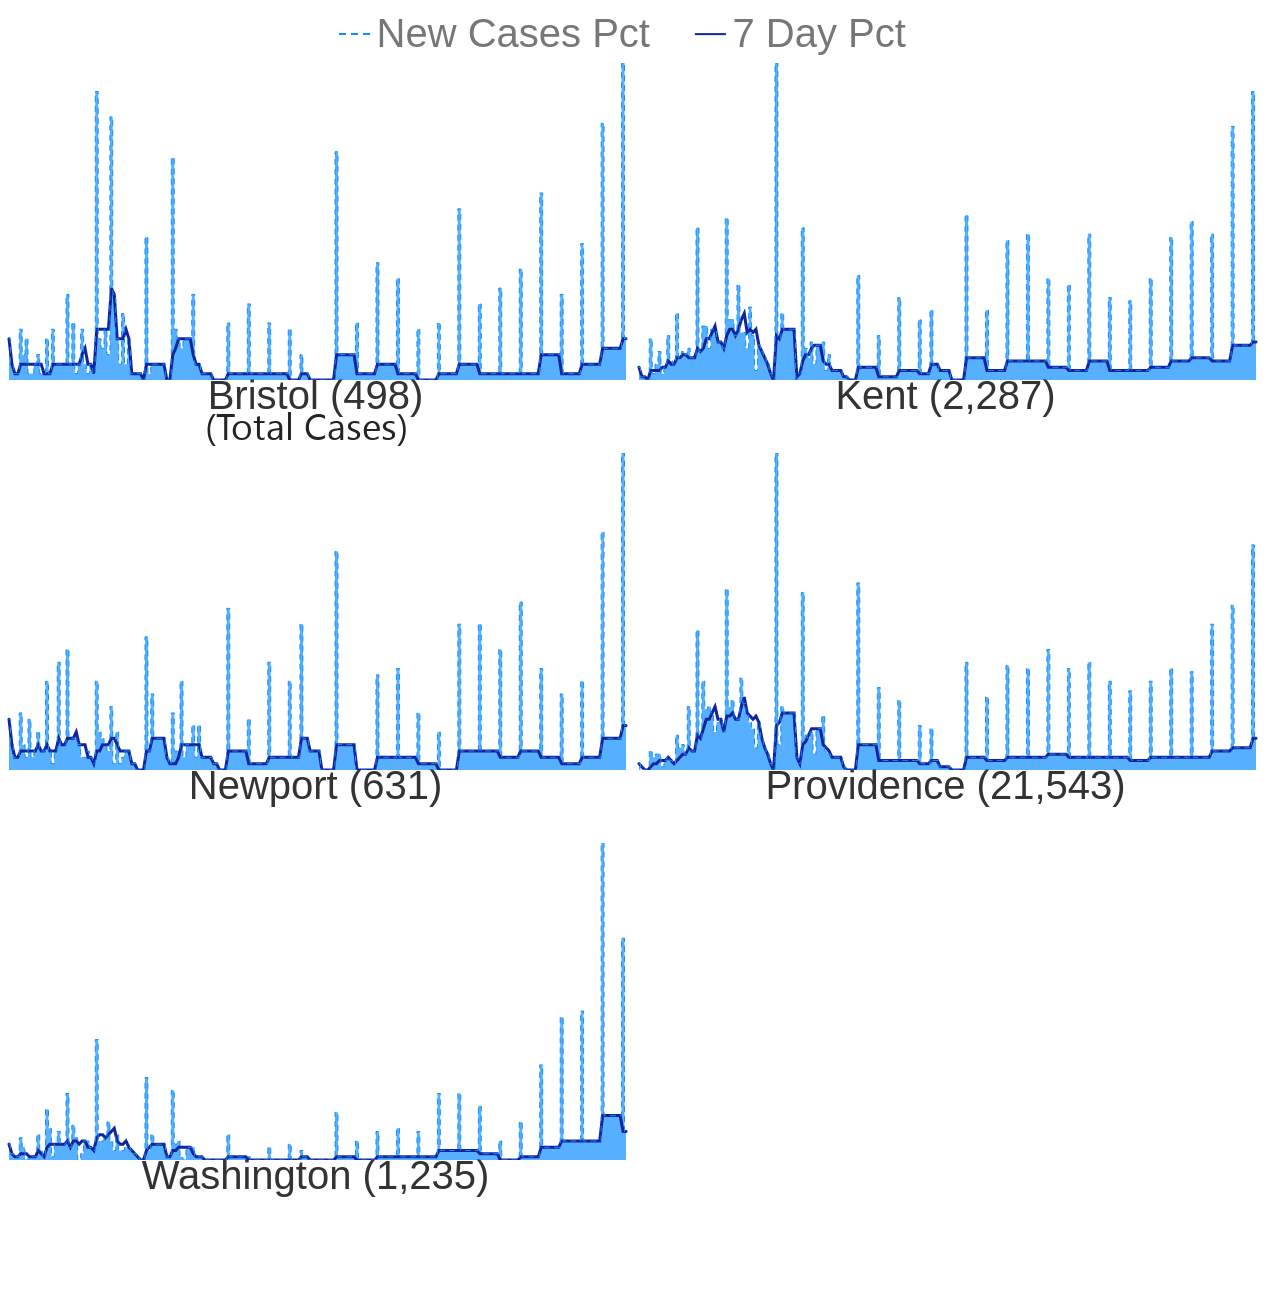 New Cases Pct 7 Day Pct
Bristol (498)
(Total Cases)
Kent (2,287)
Newport (631)
Providence (21,543)
Washington (1,235)